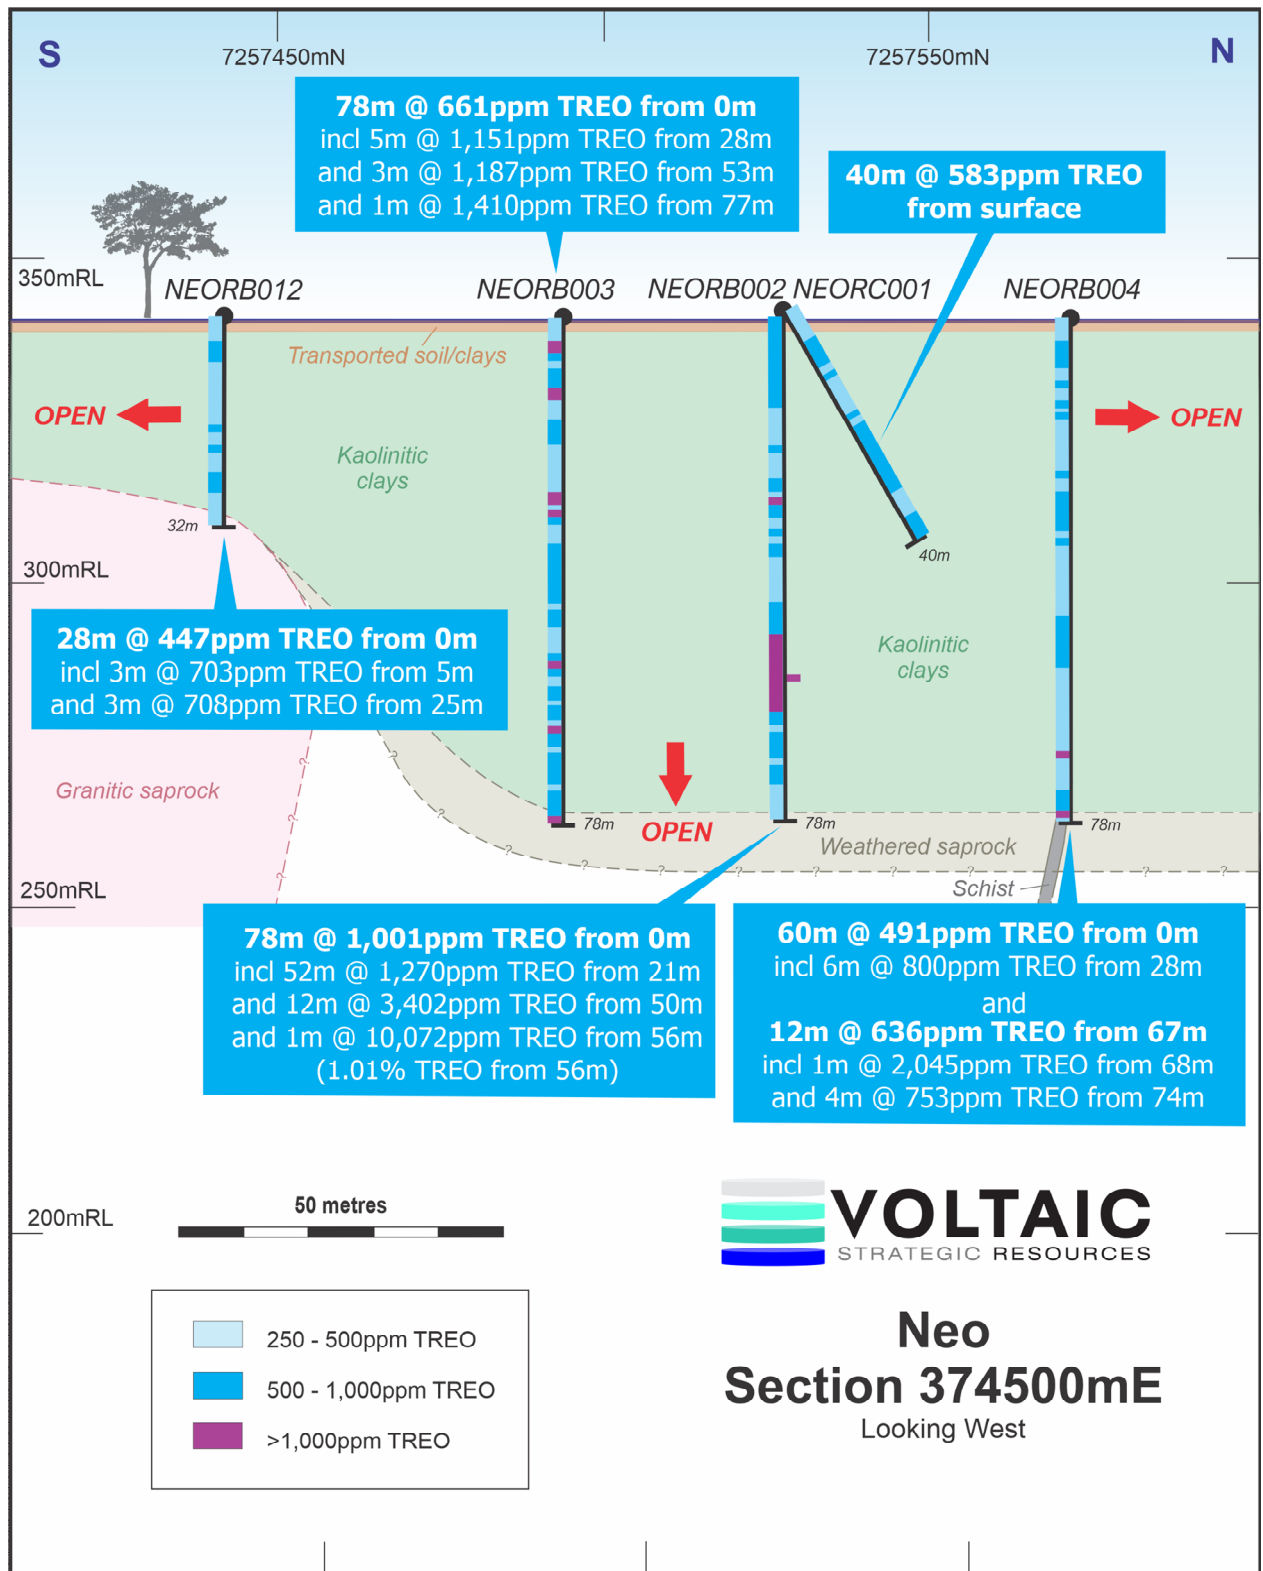 S
7257450mN
7257550mN
N
78m @ 661ppm TREO from 0m
incl 5m @ 1,151ppm TREO from 28m
and 3m @ 1,187ppm TREO from 53m
and 1m @ 1,410ppm TREO from 77m
40m @ 583ppm TREO
from surface
350mRL
NEORB012
NEORB003
NEORB002
NEORC001
NEORB004
Transported soil/clays
OPEN
OPEN
Kaolinitic
clays
32m
40m
300mRL
28m @ 447ppm TREO from 0m
incl 3m @ 703ppm TREO from 5m
and 3m @ 708ppm TREO from 25m
Kaolinitic
clays
?
?
?
?
?
?
?
?
?
?
?
?
?
Granitic saprock
78m
OPEN
78m
78m
Weathered saprock
Schist
250mRL
78m @ 1,001ppm TREO from 0m
incl 52m @ 1,270ppm TREO from 21m
and 12m @ 3,402ppm TREO from 50m
and 1m @ 10,072ppm TREO from 56m
(1.01% TREO from 56m)
60m @ 491ppm TREO from 0m
incl 6m @ 800ppm TREO from 28m
and
12m @ 636ppm TREO from 67m
incl 1m @ 2,045ppm TREO from 68m
and 4m @ 753ppm TREO from 74m
200mRL
50 metres
VOLTAIC
STRATEGIC RESOURCES
250 - 500ppm TREO
500 - 1,000ppm TREO
>1,000ppm TREO
Neo
Section 374500mE
Looking West